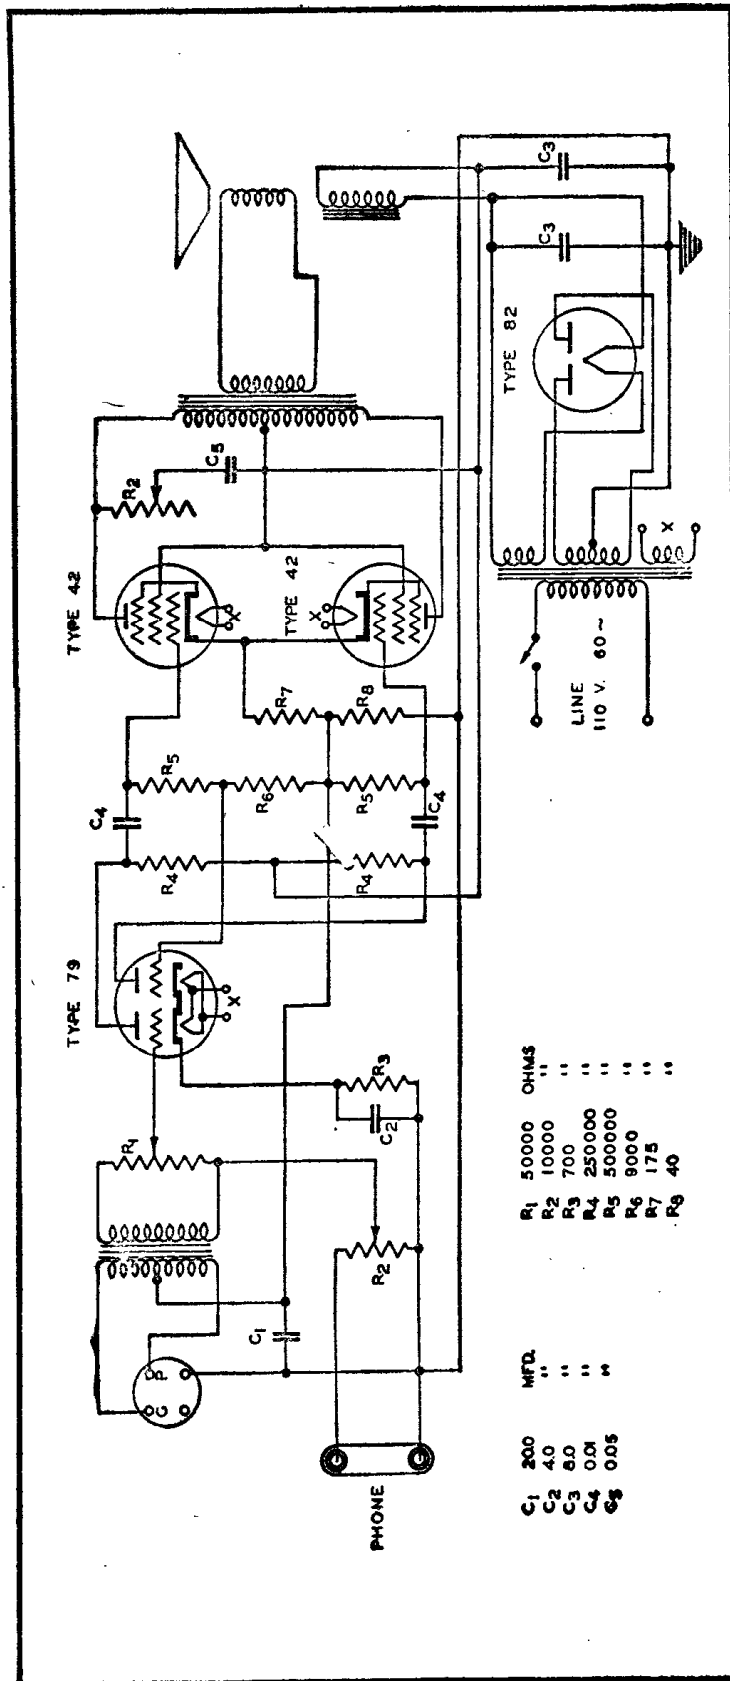 TYPE 42
R2
C5
TYPE 42
X
X
TYPE 82
C3
C3
X
LINE
110 V. 60~
TYPE 79
X
C4
R5
R4
R6
R7
R8
R5
R4
C4
R1
C1
G P
R2
C2
R3
PHONE
C1 20.0 MFD.
C2 4.0 "
C3 8.0 "
C4 0.01 "
C5 0.05 "
R1 50000 OHMS
R2 10000 "
R3 700 "
R4 250000 "
R5 500000 "
R6 9000 "
R7 175 "
R8 40 "